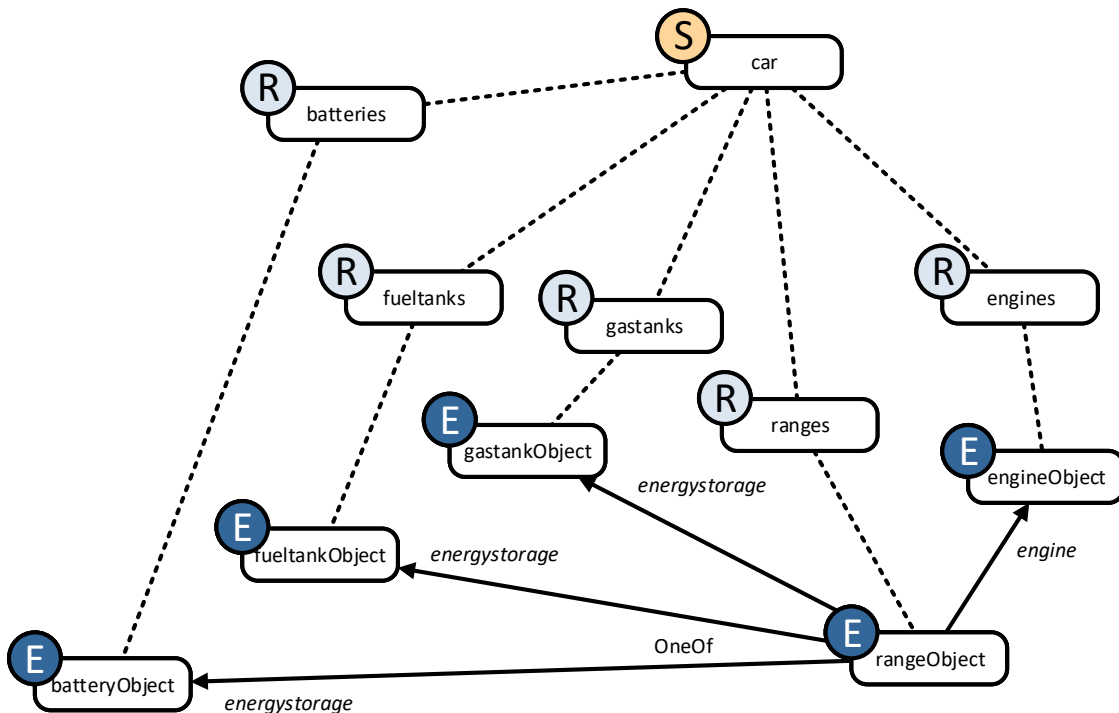 S
car
R
batteries
R
fueltanks
R
gastanks
R
engines
R
ranges
E
gastankObject
E
engineObject
energystorage
E
fueltankObject
energystorage
engine
E
rangeObject
OneOf
E
batteryObject
energystorage